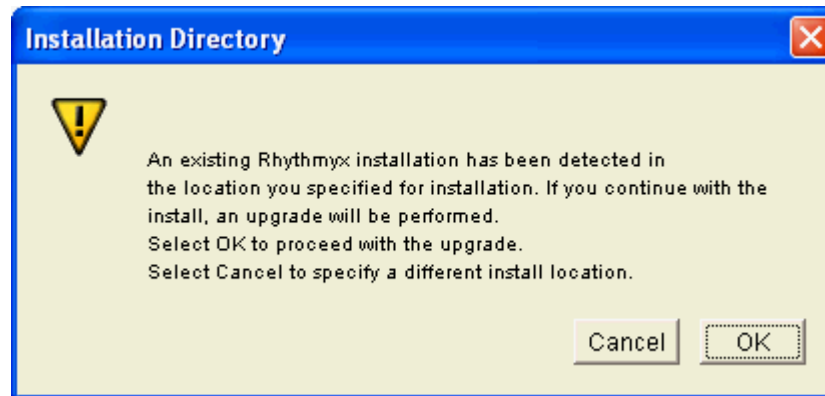 Installation Directory
An existing Rhythmyx installation has been detected in
the location you specified for installation. If you continue with the
install, an upgrade will be performed.
Select OK to proceed with the upgrade.
Select Cancel to specify a different install location.
Cancel OK